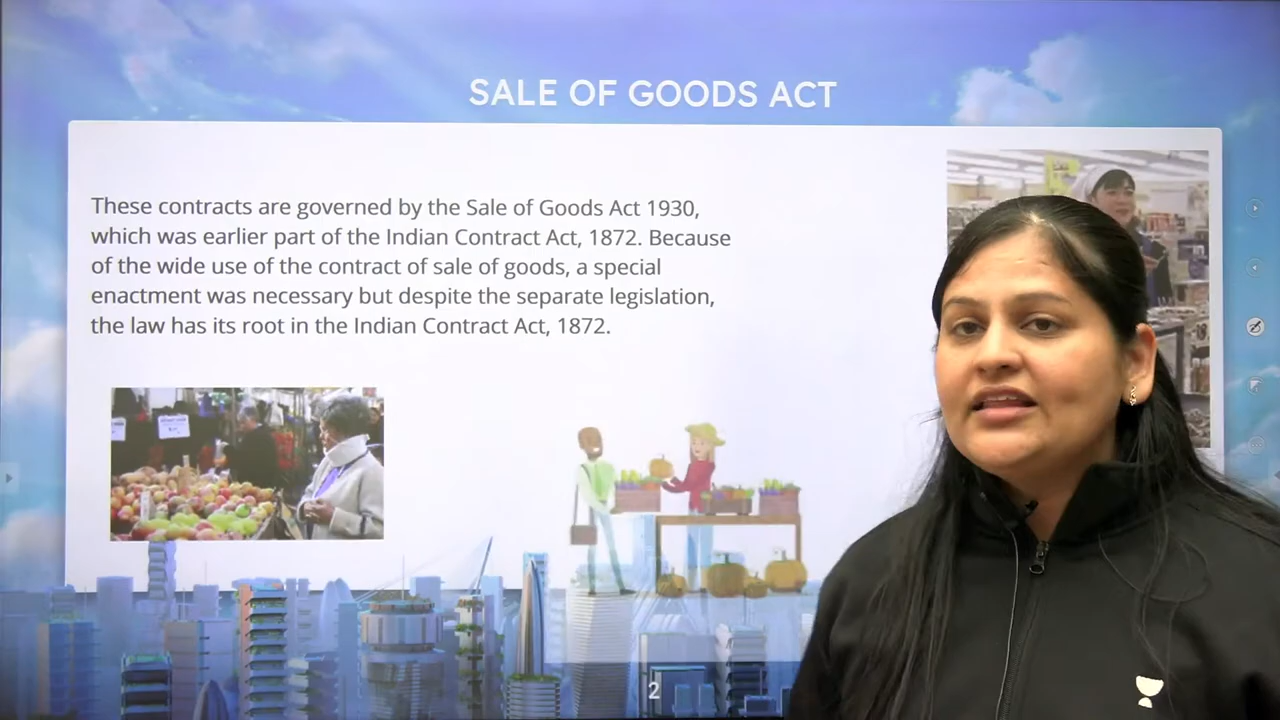 SALE OF GOODS ACT
These contracts are governed by the Sale of Goods Act 1930,
which was earlier part of the Indian Contract Act, 1872. Because
of the wide use of the contract of sale of goods, a special
enactment was necessary but despite the separate legislation,
the law has its root in the Indian Contract Act, 1872.
2